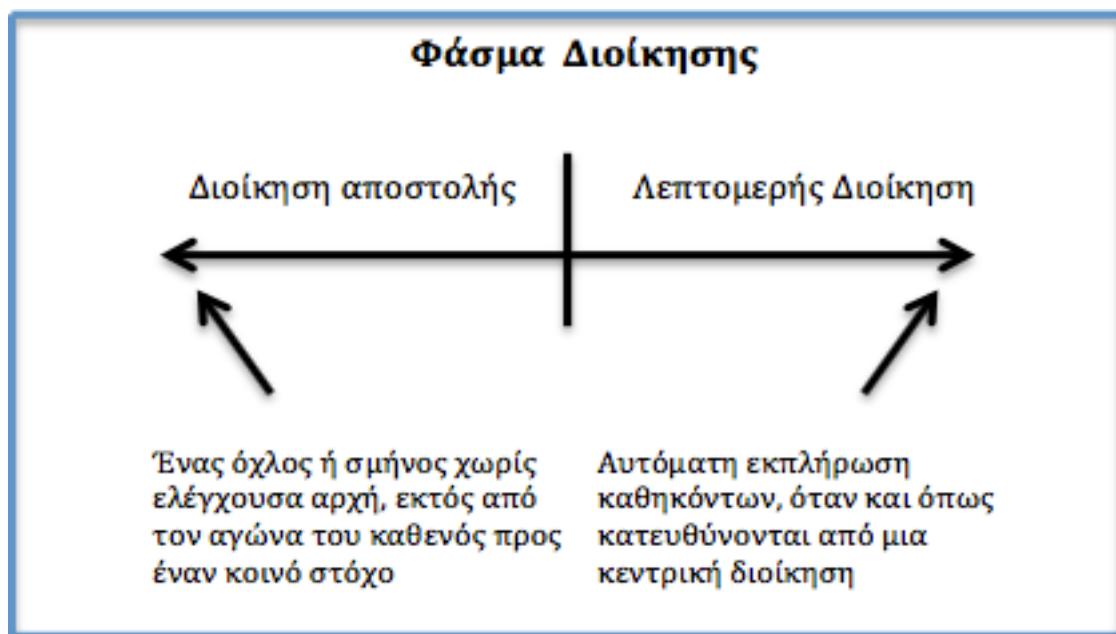 Φάσμα Διοίκησης
Διοίκηση αποστολής
Λεπτομερής Διοίκηση
Ένας όχλος ή σμήνος χωρίς
ελέγχουσα αρχή, εκτός από
τον αγώνα του καθενός προς
έναν κοινό στόχο
Αυτόματη εκπλήρωση
καθηκόντων, όταν και όπως
κατευθύνονται από μια
κεντρική διοίκηση